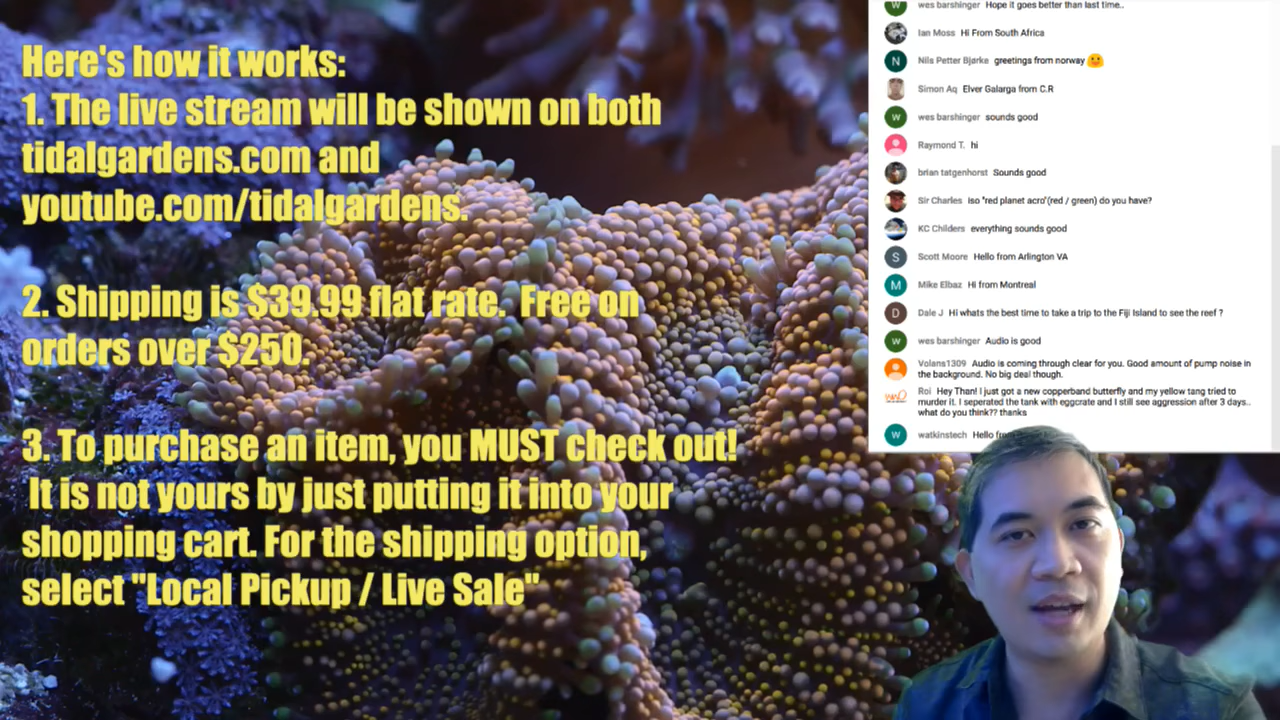 Here's how it works:
1. The live stream will be shown on both
tidalgardens.com and
youtube.com/tidalgardens.
2. Shipping is $39.99 flat rate. Free on
orders over $250.
3. To purchase an item, you MUST check out!
It is not yours by just putting it into your
shopping cart. For the shipping option,
select "Local Pickup / Live Sale"
wes barshinger Hope it goes better than last time..
Ian Moss Hi From South Africa
N Nils Petter Bjørke greetings from norway
Simon Aq Elver Galarga from C.R
W wes barshinger sounds good
Raymond T. hi
brian tatgenhorst Sounds good
Sir Charles iso "red planet acro"(red / green) do you have?
KC Childers everything sounds good
S Scott Moore Hello from Arlington VA
M Mike Elbaz Hi from Montreal
D Dale J Hi whats the best time to take a trip to the Fiji Island to see the reef ?
W wes barshinger Audio is good
Volans1309 Audio is coming through clear for you. Good amount of pump noise in
the background. No big deal though.
Roi Hey Than! I just got a new copperband butterfly and my yellow tang tried to
murder it. I seperated the tank with eggcrate and I still see aggression after 3 days..
what do you think?? thanks
W watkinstech Hello